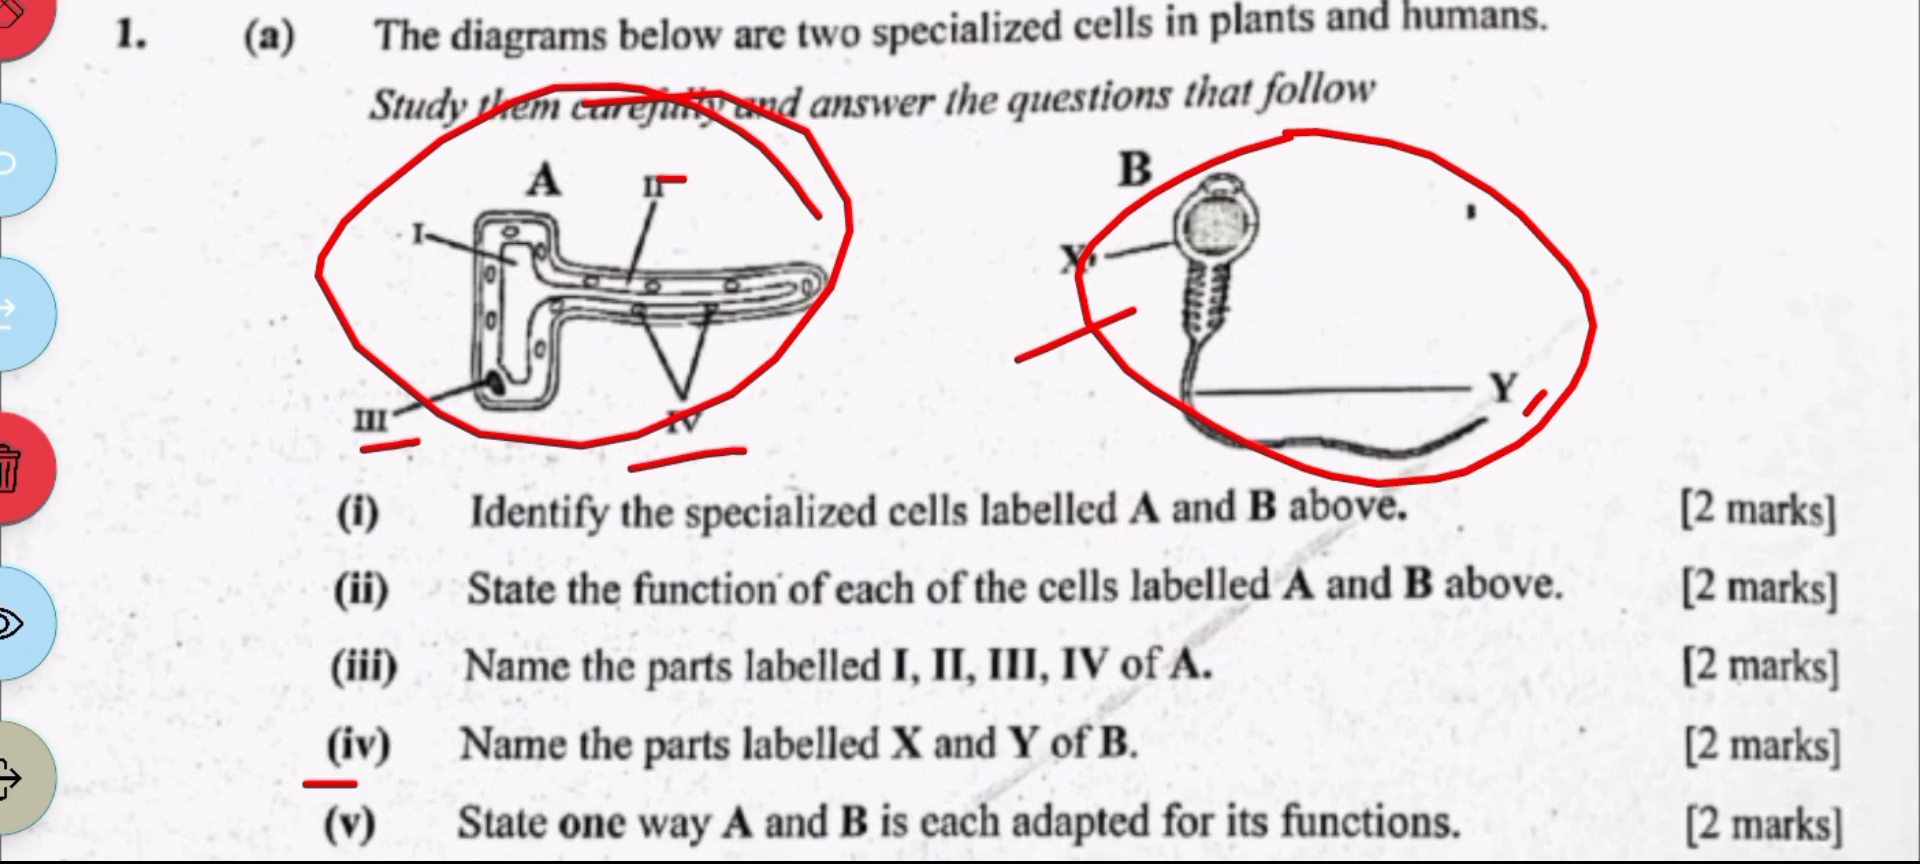 1. (a) The diagrams below are two specialized cells in plants and humans.
Study them carefully and answer the questions that follow
A
B
II
I
X
III
IV
Y
(i) Identify the specialized cells labelled A and B above. [2 marks]
(ii) State the function of each of the cells labelled A and B above. [2 marks]
(iii) Name the parts labelled I, II, III, IV of A. [2 marks]
(iv) Name the parts labelled X and Y of B. [2 marks]
(v) State one way A and B is each adapted for its functions. [2 marks]